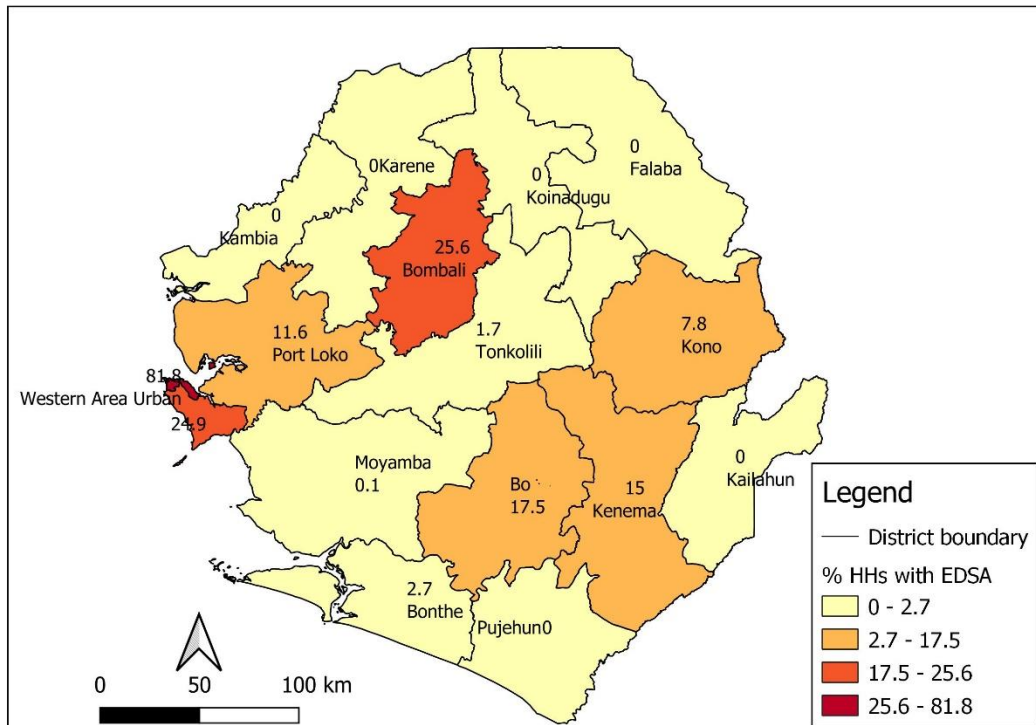 0
Falaba
0Karene
0
Koinadugu
0
Kambia
25.6
Bombali
11.6
Port Loko
1.7
Tonkolili
7.8
Kono
81.8
Western Area Urban
24.9
Moyamba
0.1
Bo
17.5
15
Kenema
0
Kailahun
2.7
Bonthe
Pujehun0
0 50 100 km
Legend
District boundary
% HHs with EDSA
0 - 2.7
2.7 - 17.5
17.5 - 25.6
25.6 - 81.8